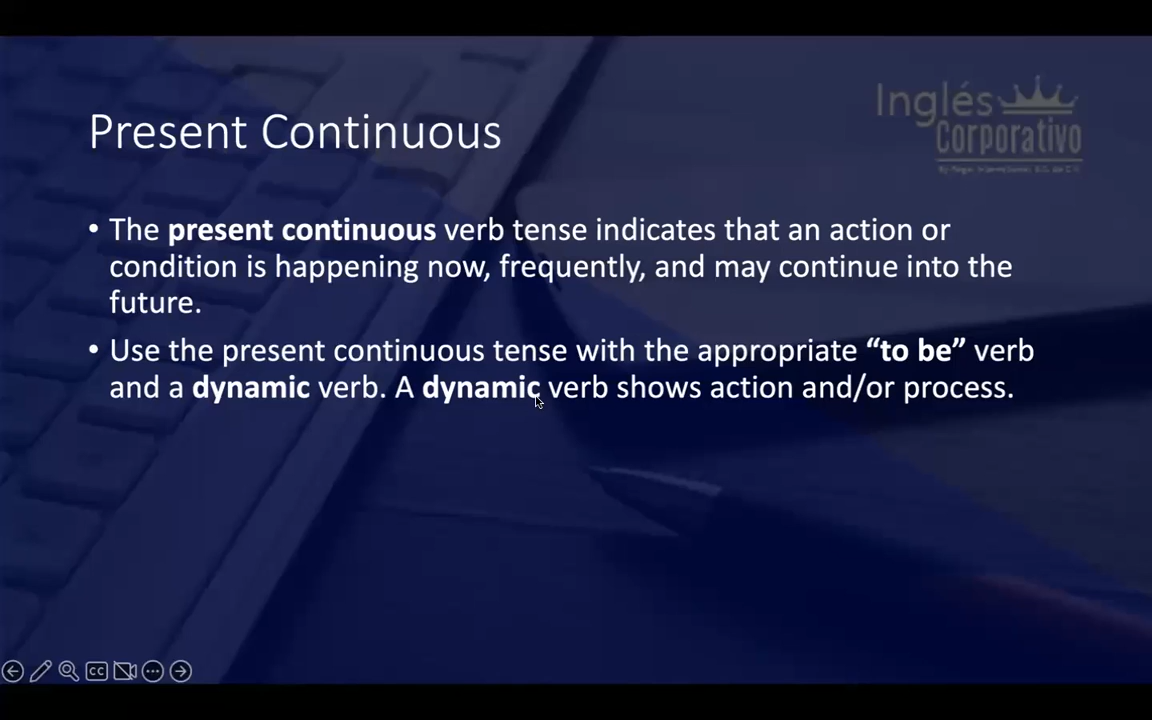 Inglés
Corporativo
Present Continuous
• The present continuous verb tense indicates that an action or
condition is happening now, frequently, and may continue into the
future.
• Use the present continuous tense with the appropriate “to be” verb
and a dynamic verb. A dynamic verb shows action and/or process.
CC